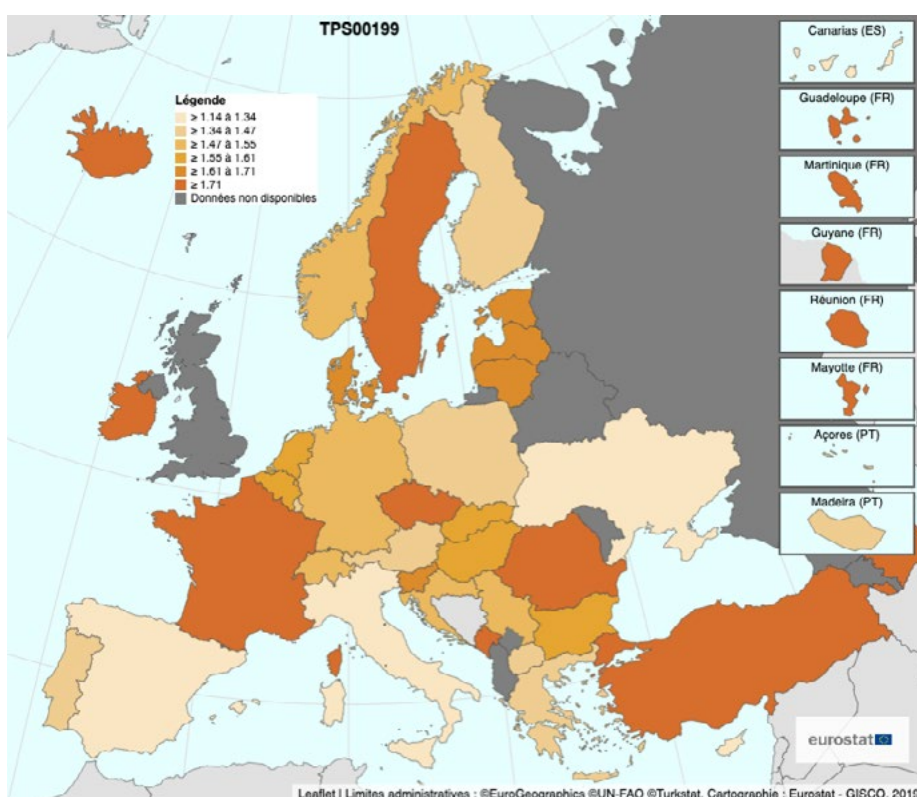 TPS00199
Légende
≥ 1.14 à 1.34
≥ 1.34 à 1.47
≥ 1.47 à 1.55
≥ 1.55 à 1.61
≥ 1.61 à 1.71
≥ 1.71
Données non disponibles
Canarias (ES)
Guadeloupe (FR)
Martinique (FR)
Guyane (FR)
Réunion (FR)
Mayotte (FR)
Açores (PT)
Madeira (PT)
eurostat
Leaflet | Limites administratives : ©EuroGeographics ©UN-FAO ©Turkstat, Cartographie : Eurostat - GISCO, 2019